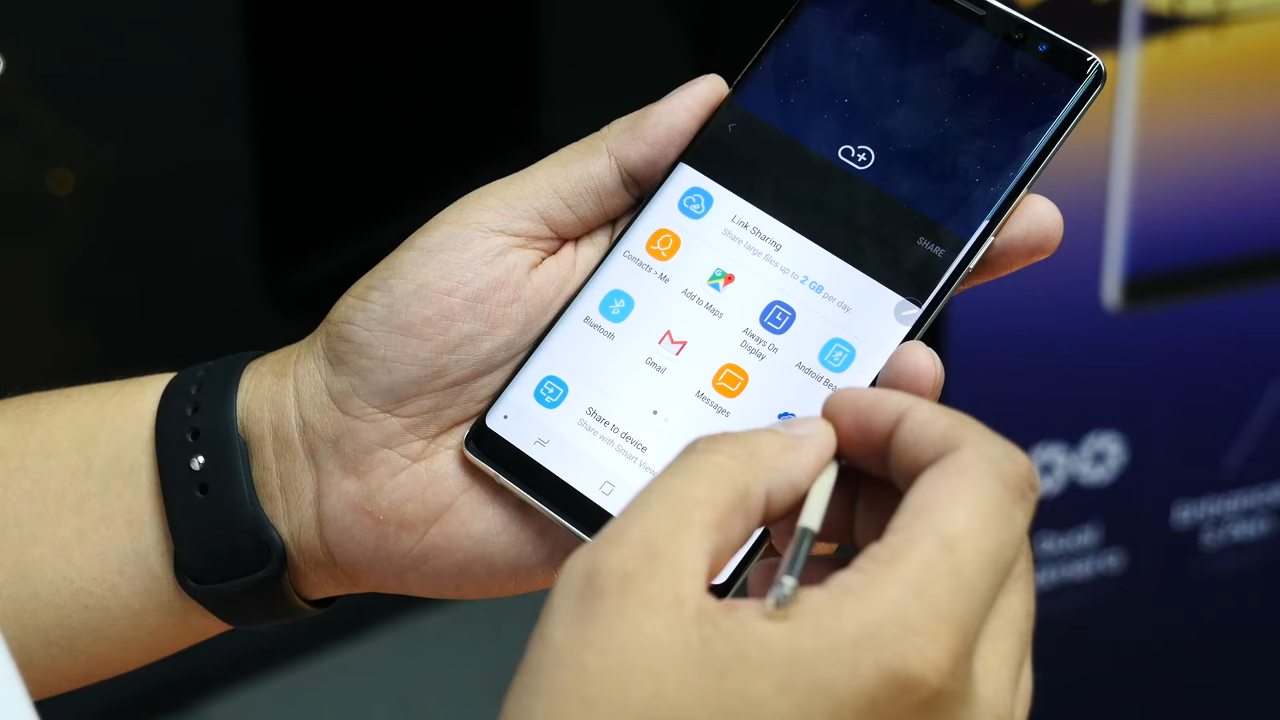 SHARE
Link Sharing
Share large files up to 2 GB per day.
Contacts > Me
Add to Maps
Always On
Display
Android
Bluetooth
Gmail
Messages
Share to device
Share with Smart View
Dual